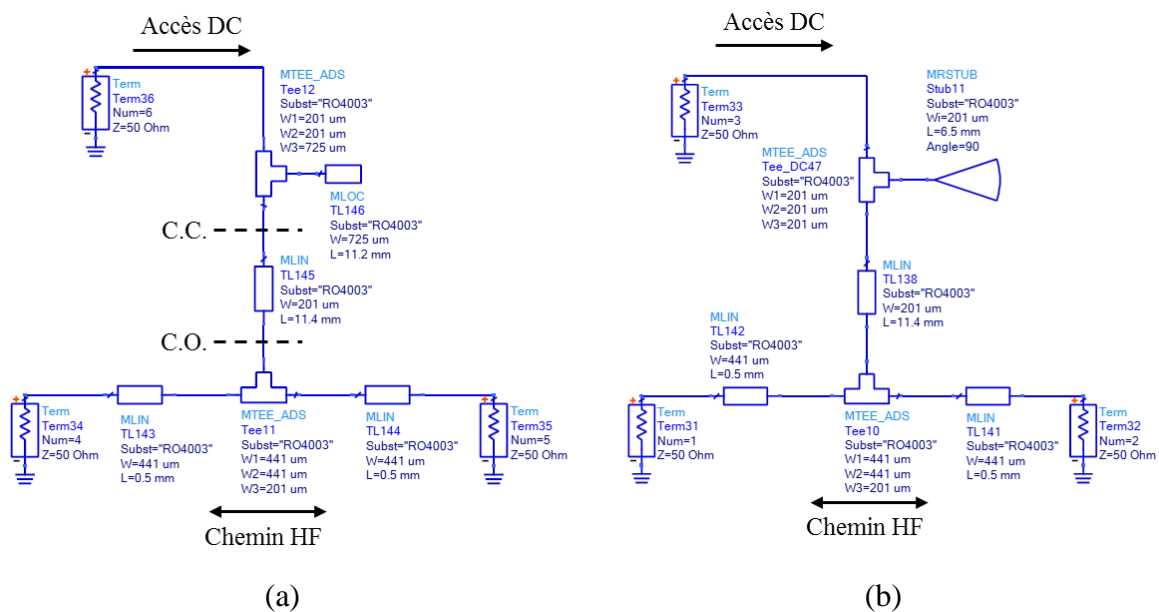 Accès DC
Term
Term36
Num=6
Z=50 Ohm
MTEE_ADS
Tee12
Subst="RO4003"
W1=201 um
W2=201 um
W3=725 um
MLOC
TL146
Subst="RO4003"
W=725 um
L=11.2 mm
C.C.
MLIN
TL145
Subst="RO4003"
W=201 um
L=11.4 mm
C.O.
Term
Term34
Num=4
Z=50 Ohm
MLIN
TL143
Subst="RO4003"
W=441 um
L=0.5 mm
MTEE_ADS
Tee11
Subst="RO4003"
W1=441 um
W2=441 um
W3=201 um
MLIN
TL144
Subst="RO4003"
W=441 um
L=0.5 mm
Term
Term35
Num=5
Z=50 Ohm
Chemin HF
(a)
Accès DC
Term
Term33
Num=3
Z=50 Ohm
MRSTUB
Stub11
Subst="RO4003"
Wi=201 um
L=6.5 mm
Angle=90
MTEE_ADS
Tee_DC47
Subst="RO4003"
W1=201 um
W2=201 um
W3=201 um
MLIN
TL138
Subst="RO4003"
W=201 um
L=11.4 mm
MLIN
TL142
Subst="RO4003"
W=441 um
L=0.5 mm
Term
Term31
Num=1
Z=50 Ohm
MTEE_ADS
Tee10
Subst="RO4003"
W1=441 um
W2=441 um
W3=201 um
MLIN
TL141
Subst="RO4003"
W=441 um
L=0.5 mm
Term
Term32
Num=2
Z=50 Ohm
Chemin HF
(b)